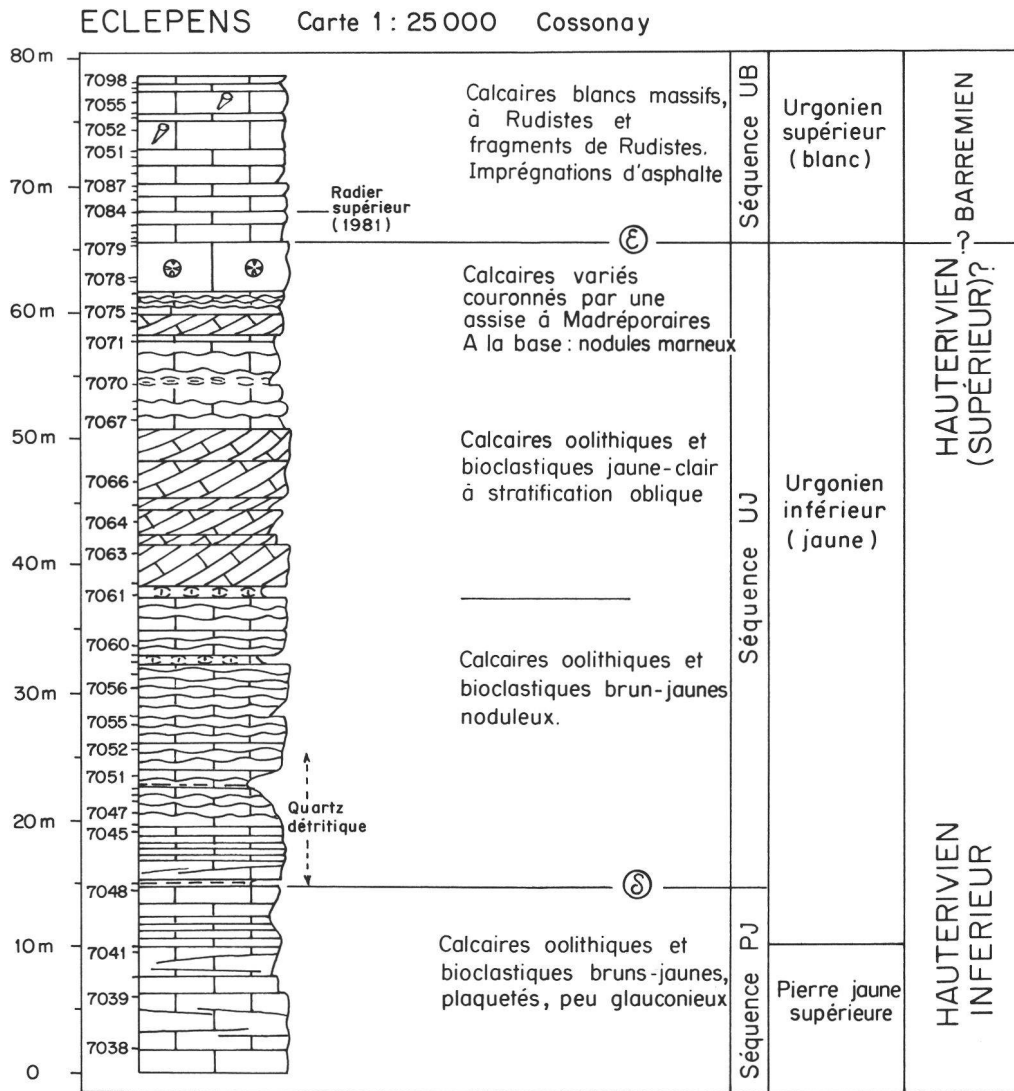 ECLEPENS Carte 1: 25000 Cossonay
80 m
70 m
60 m
50 m
40 m
30 m
20 m
10 m
0
7098
7055
7052
7051
7087
7084
7079
7078
7075
7071
7070
7067
7066
7064
7063
7061
7060
7056
7055
7052
7051
7047
7045
7048
7041
7039
7038
Radier
supérieur
(1981)
Quartz
détritique
Calcaires blancs massifs,
à Rudistes et
fragments de Rudistes.
Imprégnations d'asphalte
ε
Calcaires variés
couronnés par une
assise á Madréporaires
A la base : nodules marneux
Calcaires oolithiques et
bioclastiques jaune-clair
à stratification oblique
Calcaires oolithiques et
bioclastiques brun-jaunes
noduleux.
δ
Calcaires oolithiques et
bioclastiques bruns-jaunes,
plaquetés, peu glauconieux
Séquence UB
Séquence UJ
Séquence PJ
Urgonien
supérieur
(blanc)
Urgonien
inférieur
(jaune)
Pierre jaune
supérieure
? BARREMIEN
HAUTERIVIEN
(SUPÉRIEUR)?
HAUTERIVIEN
INFERIEUR